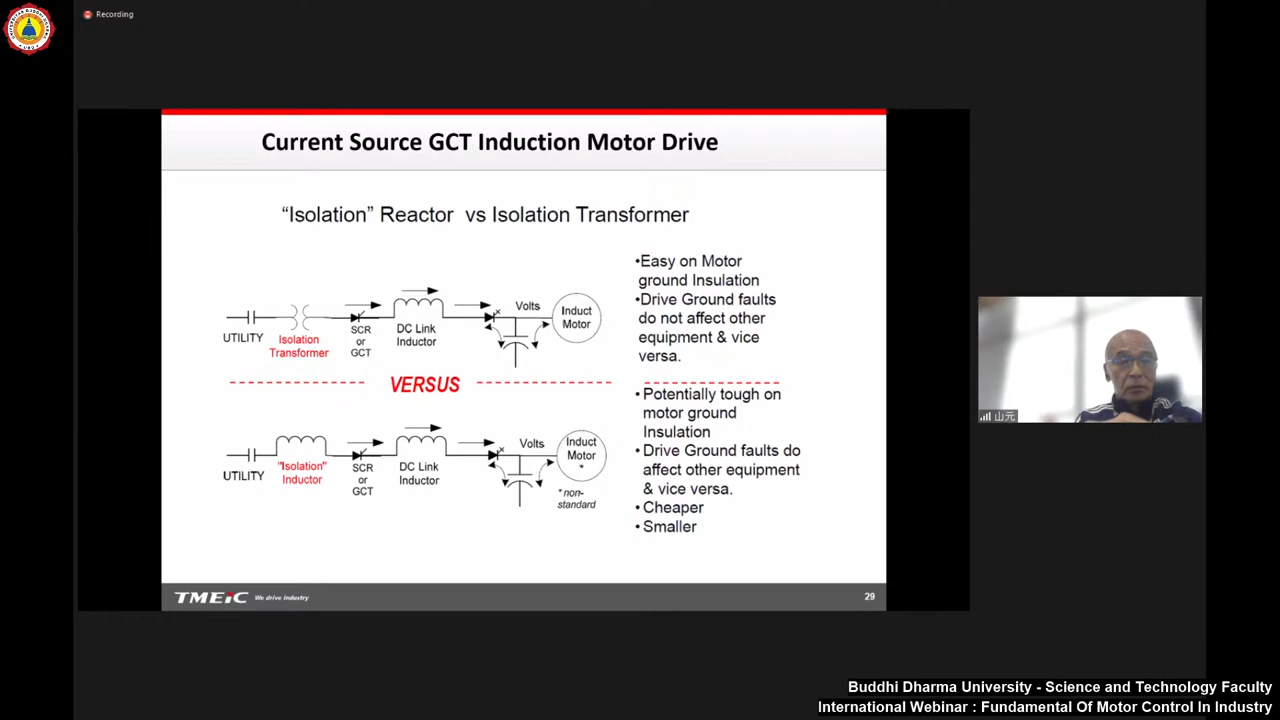 Recording
Current Source GCT Induction Motor Drive
“Isolation” Reactor vs Isolation Transformer
UTILITY
Isolation
Transformer
SCR
or
GCT
DC Link
Inductor
Volts
Induct
Motor
•Easy on Motor
ground Insulation
•Drive Ground faults
do not affect other
equipment & vice
versa.
VERSUS
UTILITY
"Isolation"
Inductor
SCR
or
GCT
DC Link
Inductor
Volts
Induct
Motor
*
* non-
standard
• Potentially tough on
motor ground
Insulation
• Drive Ground faults do
affect other equipment
& vice versa.
• Cheaper
• Smaller
TMEiC We drive industry
29
山元
Buddhi Dharma University - Science and Technology Faculty
International Webinar : Fundamental Of Motor Control In Industry